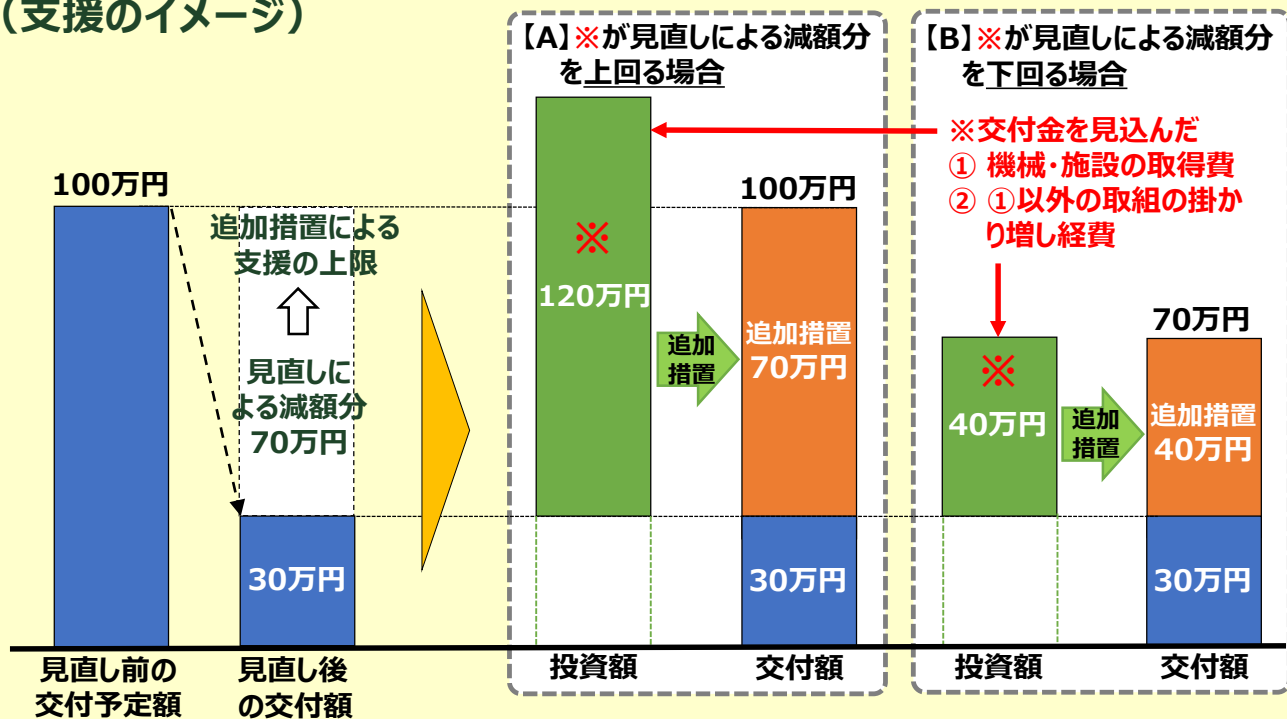 （支援のイメージ）
100万円
追加措置による
支援の上限
見直しに
よる減額分
70万円
30万円
見直し前の
交付予定額
見直し後
の交付額
【A】※が見直しによる減額分
を上回る場合
※
120万円
追加
措置
100万円
追加措置
70万円
30万円
投資額
交付額
【B】※が見直しによる減額分
を下回る場合
※交付金を見込んだ
① 機械・施設の取得費
② ①以外の取組の掛か
り増し経費
※
40万円
追加
措置
70万円
追加措置
40万円
30万円
投資額
交付額